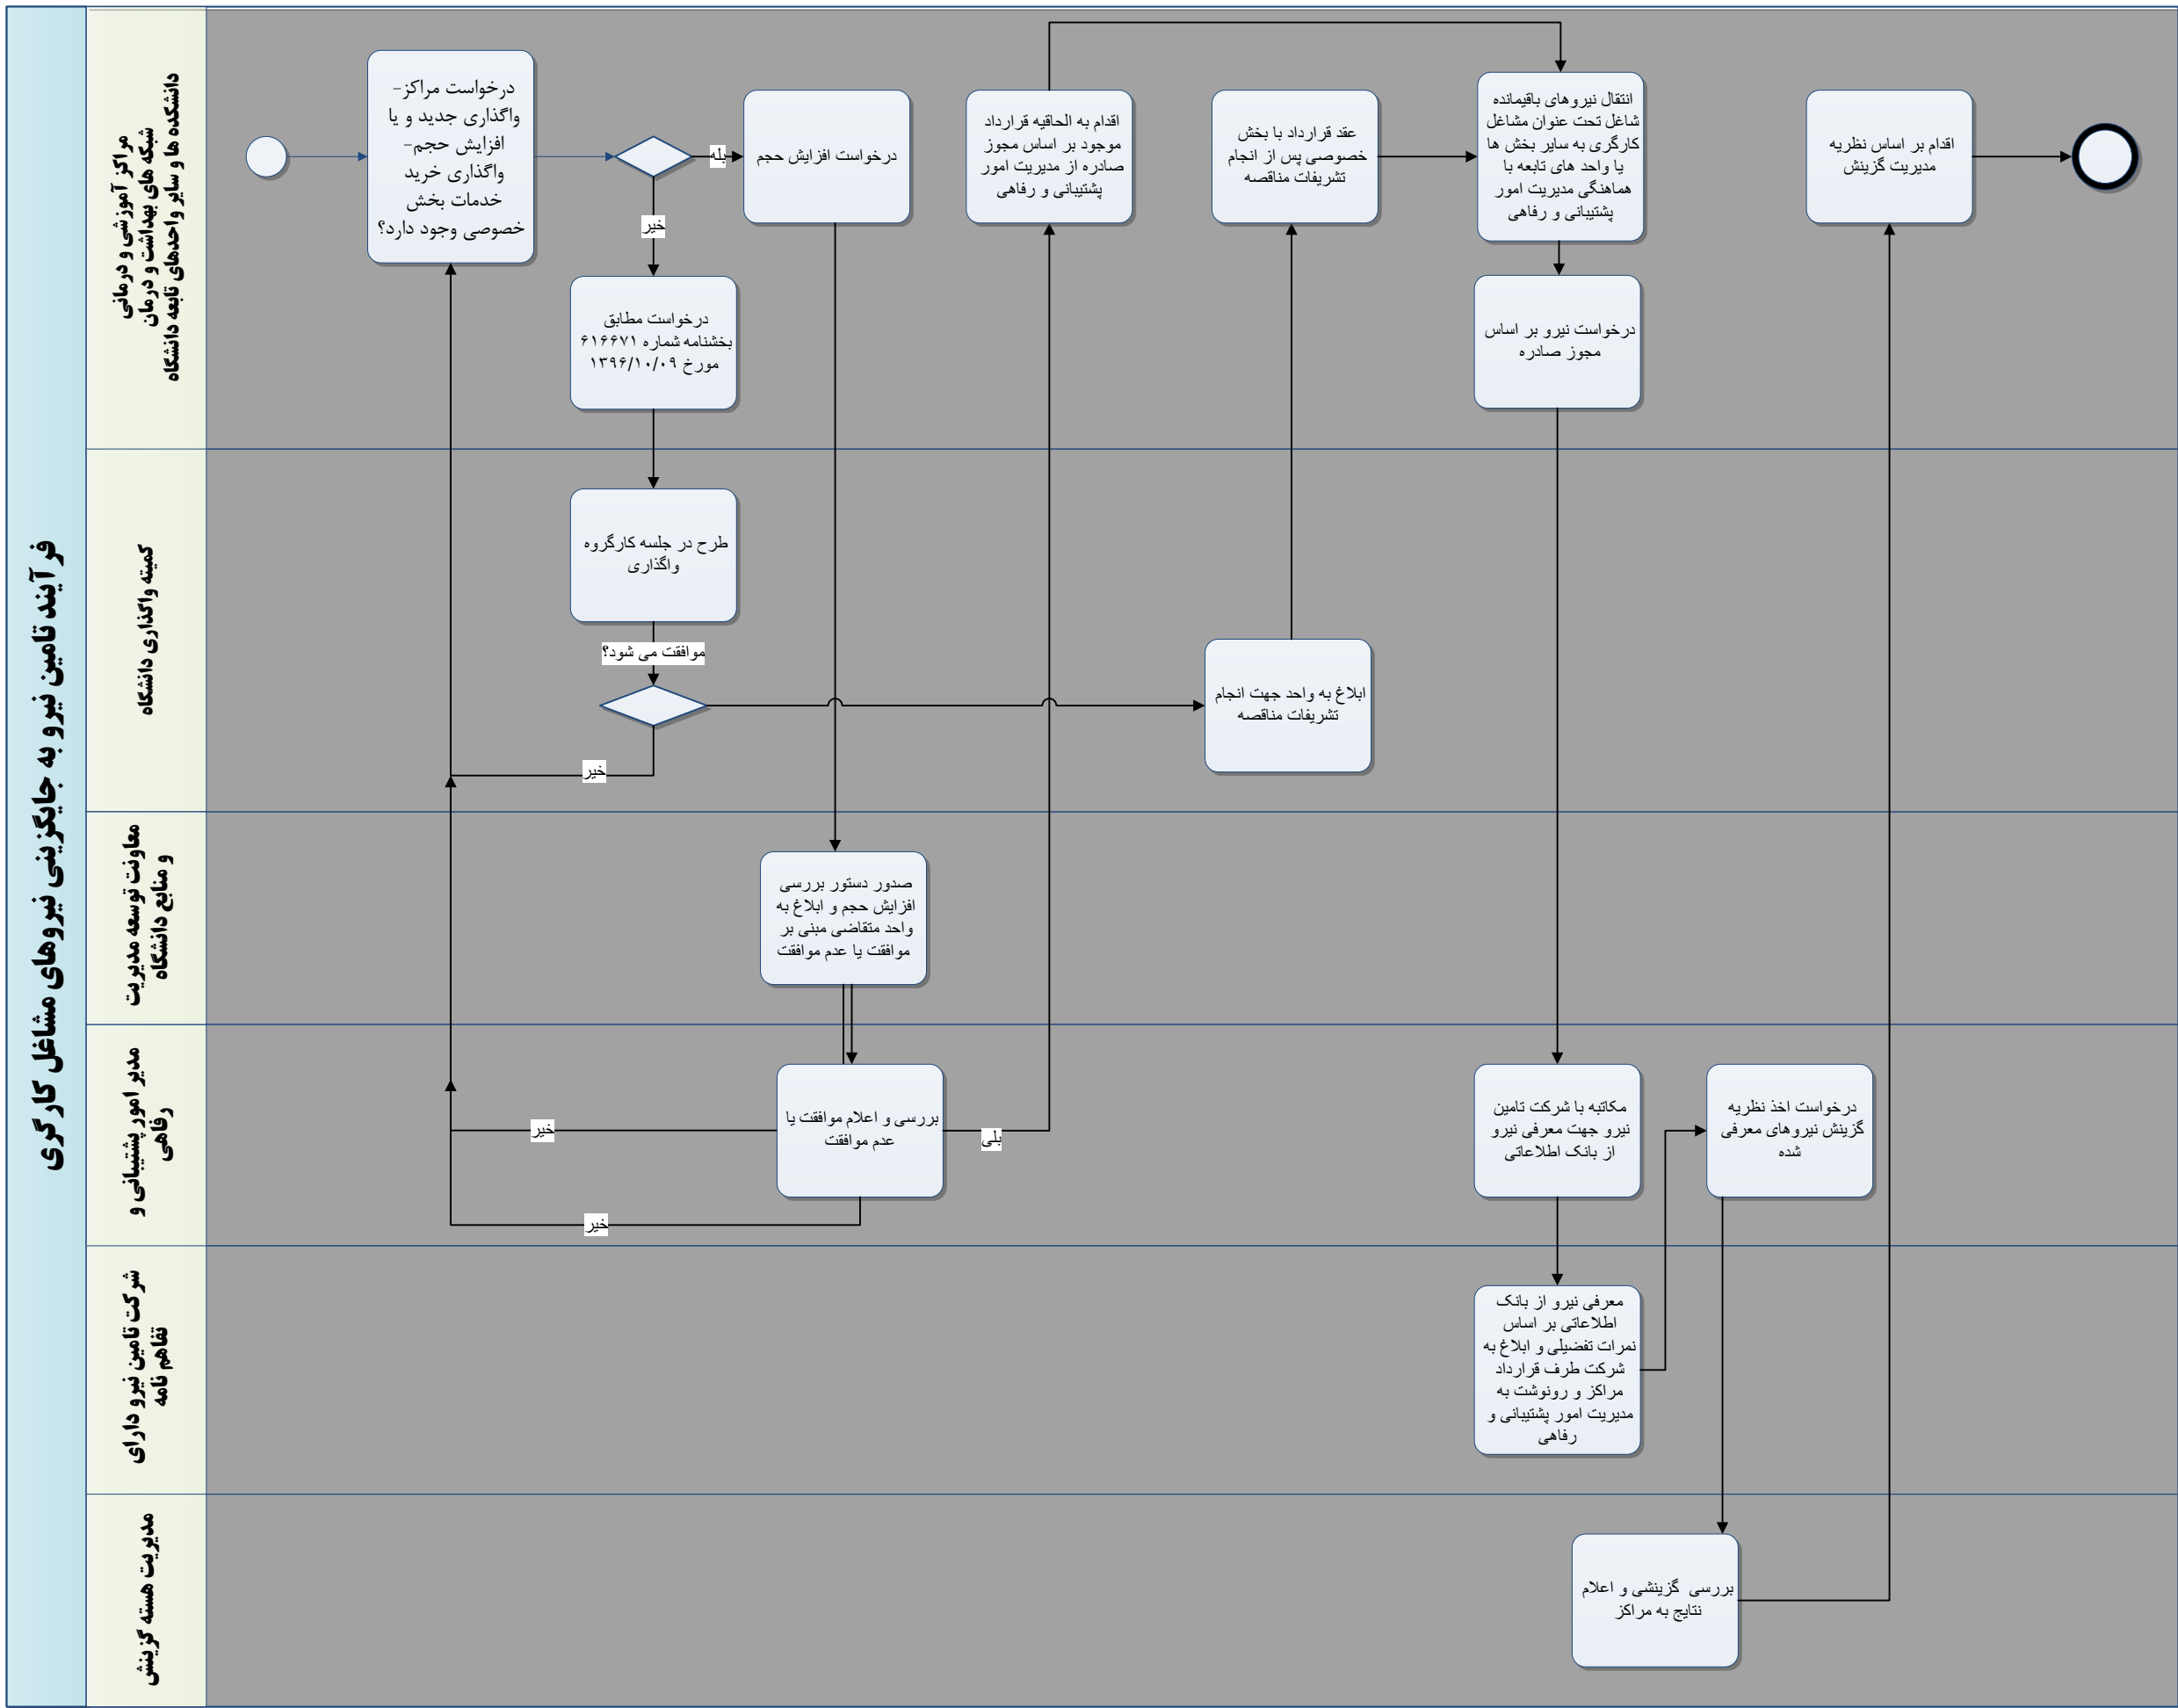 فرآیند تامین نیرو به جایگزینی نیروهای مشاغل کارگری
مراکز آموزشی و درمانی
شبکه های بهداشت و درمان
دانشکده ها و سایر واحدهای تابعه دانشگاه
درخواست مراکز-
واگذاری جدید و یا
افزایش حجم-
واگذاری خرید
خدمات بخش
خصوصی وجود دارد؟
بله
خیر
درخواست افزایش حجم
درخواست مطابق
بخشنامه شماره ۶۱۶۶۷۱
مورخ ۱۳۹۶/۱۰/۰۹
اقدام به الحاقیه قرارداد
موجود بر اساس مجوز
صادره از مدیریت امور
پشتیبانی و رفاهی
عقد قرارداد با بخش
خصوصی پس از انجام
تشریفات مناقصه
انتقال نیروهای باقیمانده
شاغل تحت عنوان مشاغل
کارگری به سایر بخش ها
یا واحد های تابعه با
هماهنگی مدیریت امور
پشتیبانی و رفاهی
درخواست نیرو بر اساس
مجوز صادره
اقدام بر اساس نظریه
مدیریت گزینش
کمیته واگذاری دانشگاه
طرح در جلسه کارگروه
واگذاری
موافقت می شود؟
خیر
ابلاغ به واحد جهت انجام
تشریفات مناقصه
معاونت توسعه مدیریت
و منابع دانشگاه
صدور دستور بررسی
افزایش حجم و ابلاغ به
واحد متقاضی مبنی بر
موافقت یا عدم موافقت
مدیر امور پشتیبانی و
رفاهی
بررسی و اعلام موافقت یا
عدم موافقت
خیر
بلی
خیر
مکاتبه با شرکت تامین
نیرو جهت معرفی نیرو
از بانک اطلاعاتی
درخواست اخذ نظریه
گزینش نیروهای معرفی
شده
شرکت تامین نیرو دارای
تفاهم نامه
معرفی نیرو از بانک
اطلاعاتی بر اساس
نمرات تفضیلی و ابلاغ به
شرکت طرف قرارداد
مراکز و رونوشت به
مدیریت امور پشتیبانی و
رفاهی
مدیریت هسته گزینش
بررسی گزینشی و اعلام
نتایج به مراکز